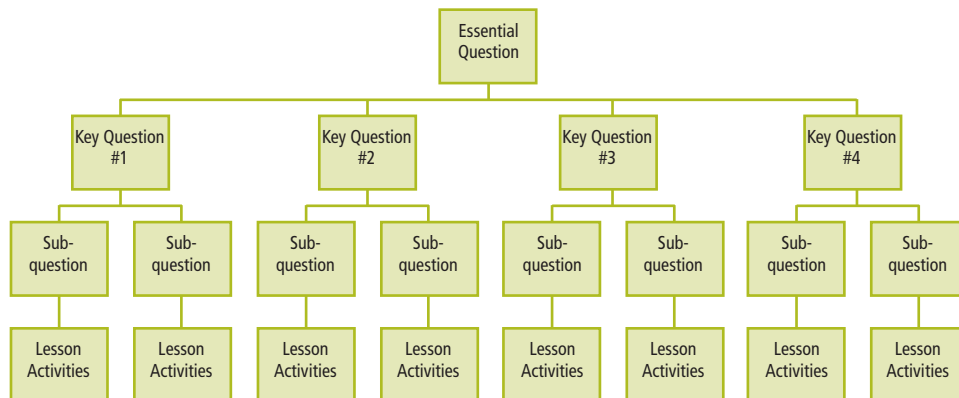 Essential
Question
Key Question
#1
Key Question
#2
Key Question
#3
Key Question
#4
Sub-
question
Sub-
question
Sub-
question
Sub-
question
Sub-
question
Sub-
question
Sub-
question
Sub-
question
Lesson
Activities
Lesson
Activities
Lesson
Activities
Lesson
Activities
Lesson
Activities
Lesson
Activities
Lesson
Activities
Lesson
Activities